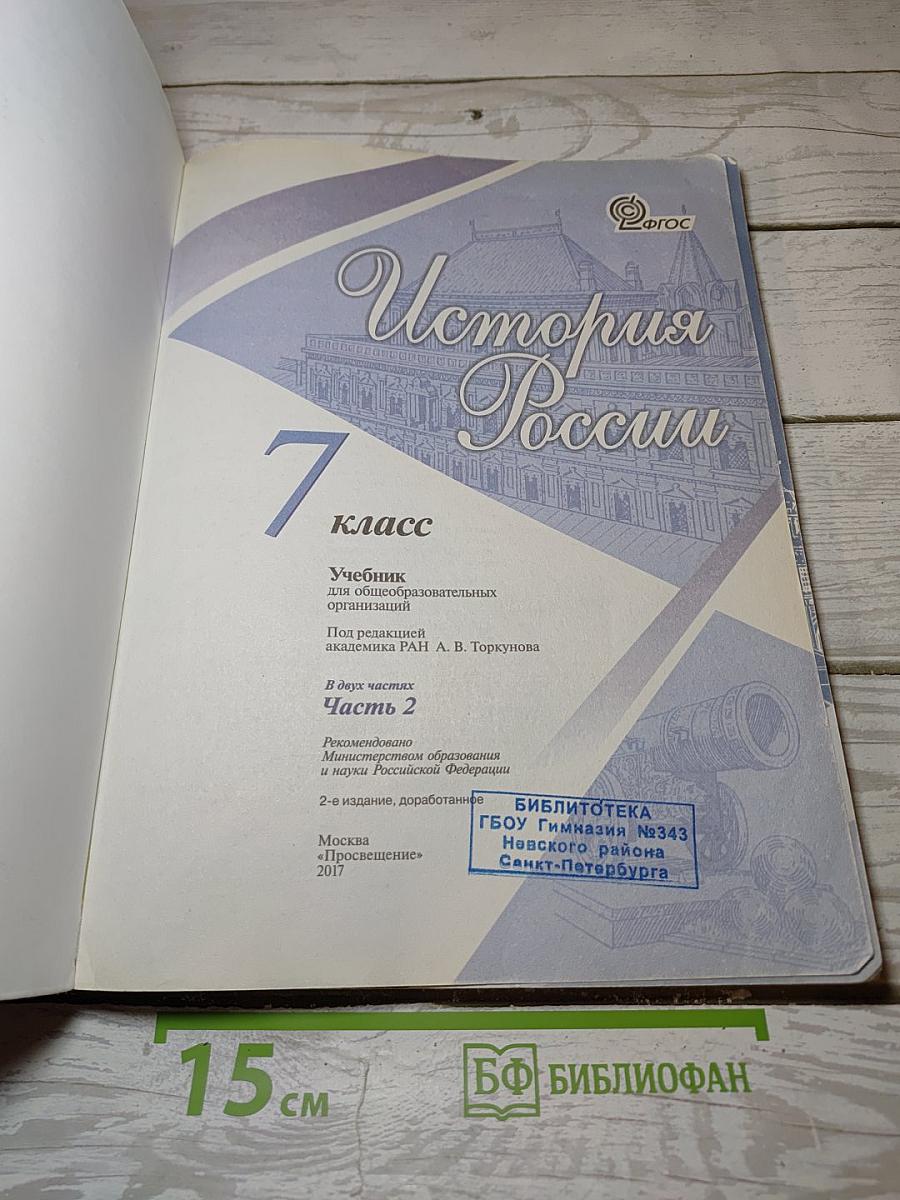 ФГОС
История
России
7
класс
Учебник
для общеобразовательных
организаций
Под редакцией
академика РАН А. В. Торкунова
В двух частях
Часть 2
Рекомендовано
Министерством образования
и науки Российской Федерации
2-е издание, доработанное
Москва
«Просвещение»
2017
БИБЛИТОТЕКА
ГБОУ Гимназия №343
Невского района
Санкт-Петербурга
15 см
БФ БИБЛИОФАН